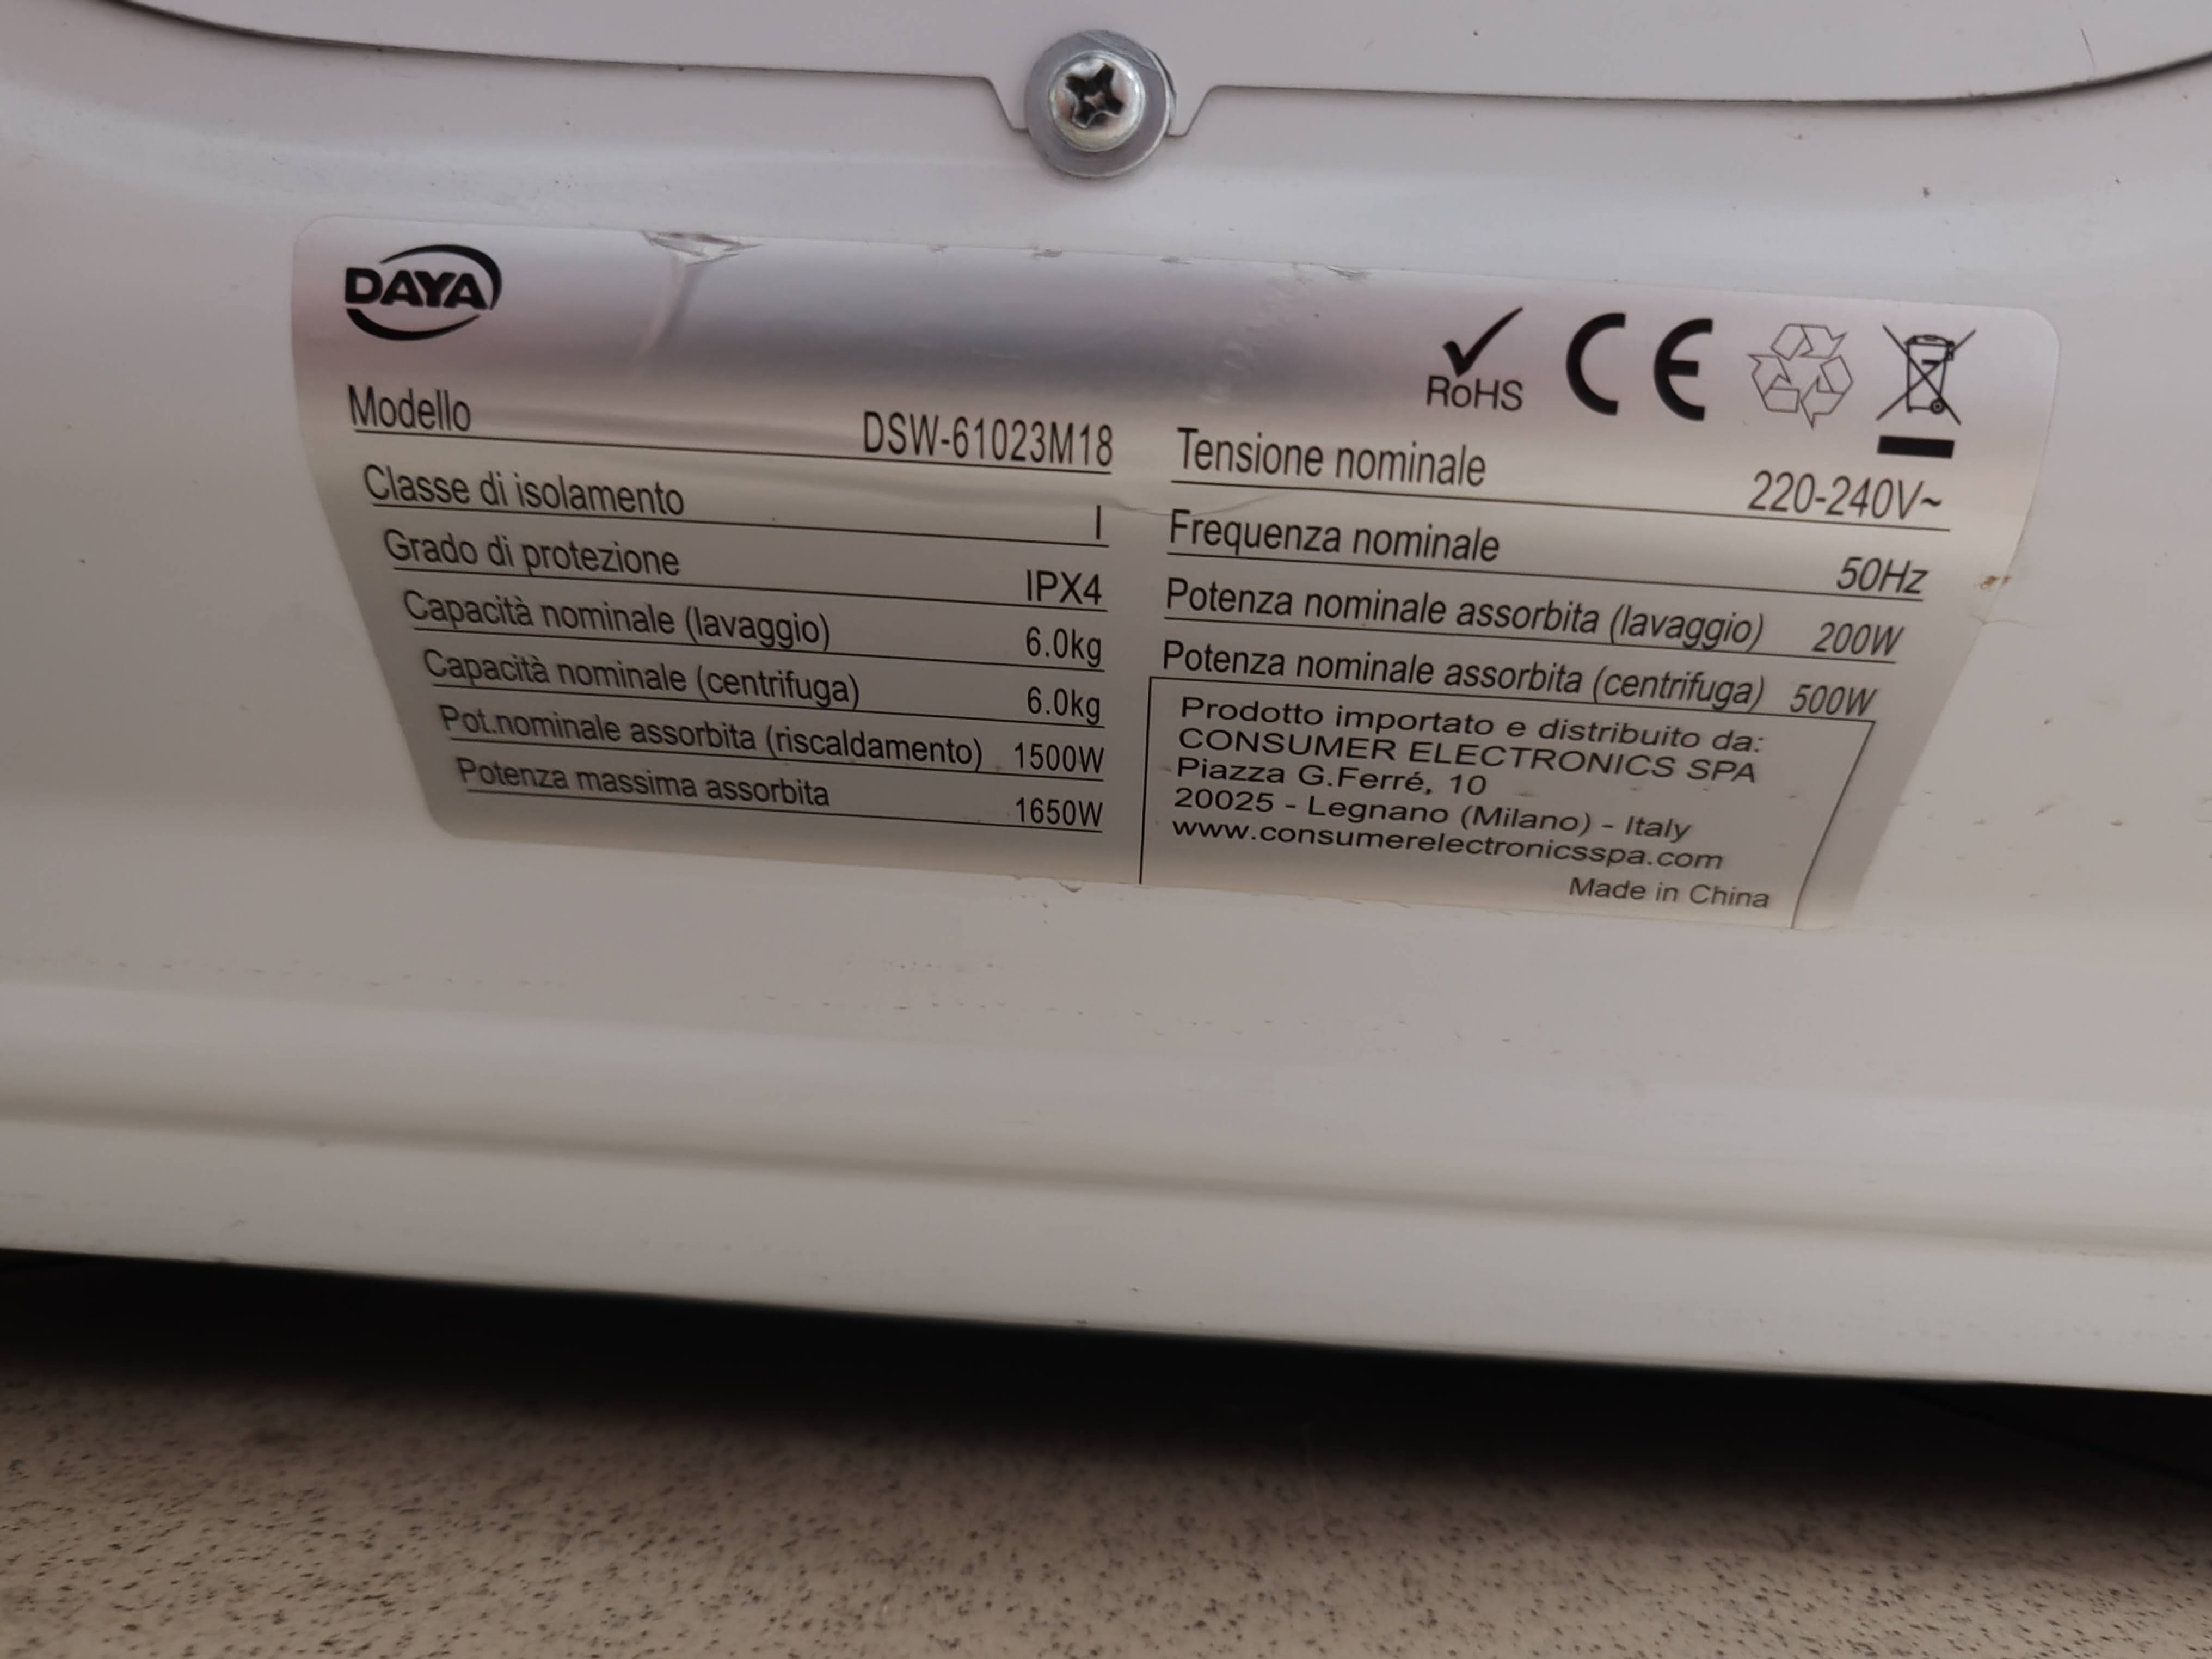 DAYA
RoHS CE
Modello DSW-61023M18
Classe di isolamento I
Grado di protezione IPX4
Capacità nominale (lavaggio) 6.0kg
Capacità nominale (centrifuga) 6.0kg
Pot.nominale assorbita (riscaldamento) 1500W
Potenza massima assorbita 1650W
Tensione nominale 220-240V~
Frequenza nominale 50Hz
Potenza nominale assorbita (lavaggio) 200W
Potenza nominale assorbita (centrifuga) 500W
Prodotto importato e distribuito da:
CONSUMER ELECTRONICS SPA
Piazza G.Ferré, 10
20025 - Legnano (Milano) - Italy
www.consumerelectronicsspa.com
Made in China